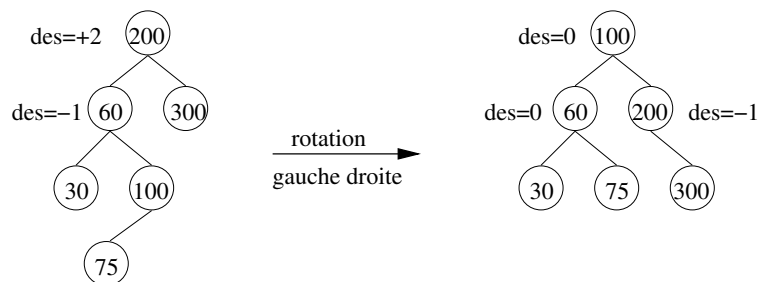 des=+2 200 des=0 100
des=−1 60 300 des=0 60 200 des=−1
rotation
gauche droite
30 100 30 75 300
75